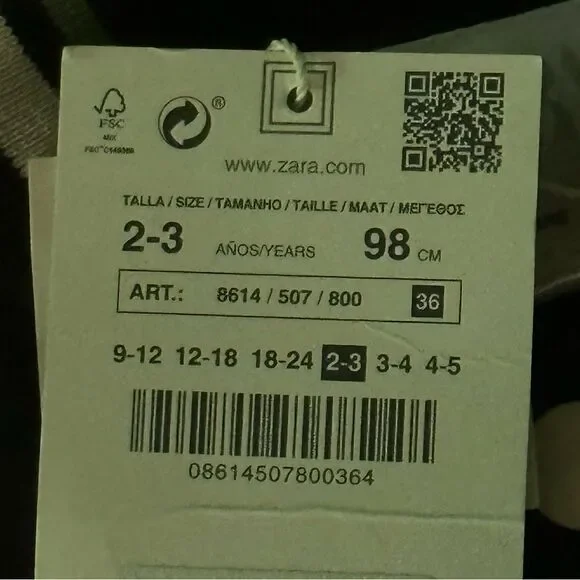 FSC
MIX
®
www.zara.com
TALLA / SIZE / TAMANHO / TAILLE / MAAT / ΜΕΓΕΘΟΣ
2-3 AÑOS/YEARS 98 CM
ART.: 8614 / 507 / 800 36
9-12 12-18 18-24 2-3 3-4 4-5
08614507800364